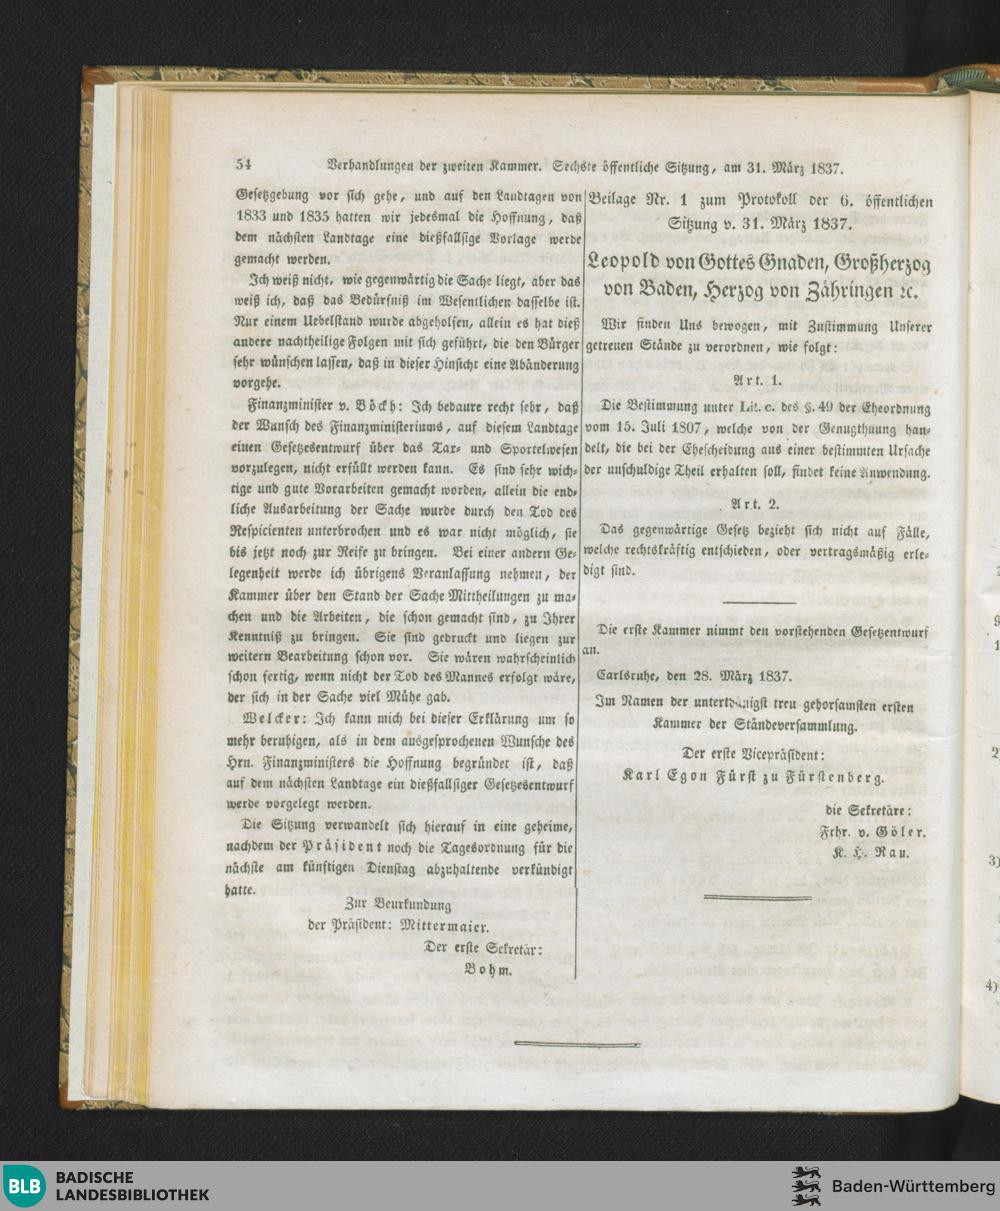 54 Verhandlungen der zweiten Kammer. Sechste öffentliche Sitzung, am 31. März 1837.
Gesetzgebung vor sich gehe, und auf den Landtagen von
1833 und 1835 hatten wir jedesmal die Hoffnung, daß
dem nächsten Landtage eine dießfallsige Vorlage werde
gemacht werden.
Ich weiß nicht, wie gegenwärtig die Sache liegt, aber das
weiß ich, daß das Bedürfniß im Wesentlichen dasselbe ist.
Nur einem Uebelstand wurde abgeholfen, allein es hat dieß
andere nachtheilige Folgen mit sich geführt, die den Bürger
sehr wünschen lassen, daß in dieser Hinsicht eine Abänderung
vorgehe.
Finanzminister v. Böckh: Ich bedaure recht sehr, daß
der Wunsch des Finanzministeriums, auf diesem Landtage
einen Gesetzesentwurf über das Tax- und Sportelwesen
vorzulegen, nicht erfüllt werden kann. Es sind sehr wich-
tige und gute Vorarbeiten gemacht worden, allein die end-
liche Ausarbeitung der Sache wurde durch den Tod des
Respicienten unterbrochen und es war nicht möglich, sie
bis jetzt noch zur Reife zu bringen. Bei einer andern Ge-
legenheit werde ich übrigens Veranlassung nehmen, der
Kammer über den Stand der Sache Mittheilungen zu ma-
chen und die Arbeiten, die schon gemacht sind, zu Ihrer
Kenntniß zu bringen. Sie sind gedruckt und liegen zur
weitern Bearbeitung schon vor. Sie wären wahrscheinlich
schon fertig, wenn nicht der Tod des Mannes erfolgt wäre,
der sich in der Sache viel Mühe gab.
Welcker: Ich kann mich bei dieser Erklärung um so
mehr beruhigen, als in dem ausgesprochenen Wunsche des
Hrn. Finanzministers die Hoffnung begründet ist, daß
auf dem nächsten Landtage ein dießfallsiger Gesetzesentwurf
werde vorgelegt werden.
Die Sitzung verwandelt sich hierauf in eine geheime,
nachdem der Präsident noch die Tagesordnung für die
nächste am künftigen Dienstag abzuhaltende verkündigt
hatte.
Zur Beurkundung
der Präsident: Mittermaier.
Der erste Sekretär:
Bohm.
Beilage Nr. 1 zum Protokoll der 6. öffentlichen
Sitzung v. 31. März 1837.
Leopold von Gottes Gnaden, Großherzog
von Baden, Herzog von Zähringen ꝛc.
Wir finden Uns bewogen, mit Zustimmung Unserer
getreuen Stände zu verordnen, wie folgt:
Art. 1.
Die Bestimmung unter Lit. c. des §. 49 der Eheordnung
vom 15. Juli 1807, welche von der Genugthuung han-
delt, die bei der Ehescheidung aus einer bestimmten Ursache
der unschuldige Theil erhalten soll, findet keine Anwendung.
Art. 2.
Das gegenwärtige Gesetz bezieht sich nicht auf Fälle,
welche rechtskräftig entschieden, oder vertragsmäßig erle-
digt sind.
Die erste Kammer nimmt den vorstehenden Gesetzentwurf
an.
Carlsruhe, den 28. März 1837.
Im Namen der unterthänigst treu gehorsamsten ersten
Kammer der Ständeversammlung.
Der erste Vicepräsident:
Karl Egon Fürst zu Fürstenberg.
die Sekretäre:
Frhr. v. Göler.
K. H. Rau.
2)
3)
4)
BLB BADISCHE
LANDESBIBLIOTHEK
Baden-Württemberg